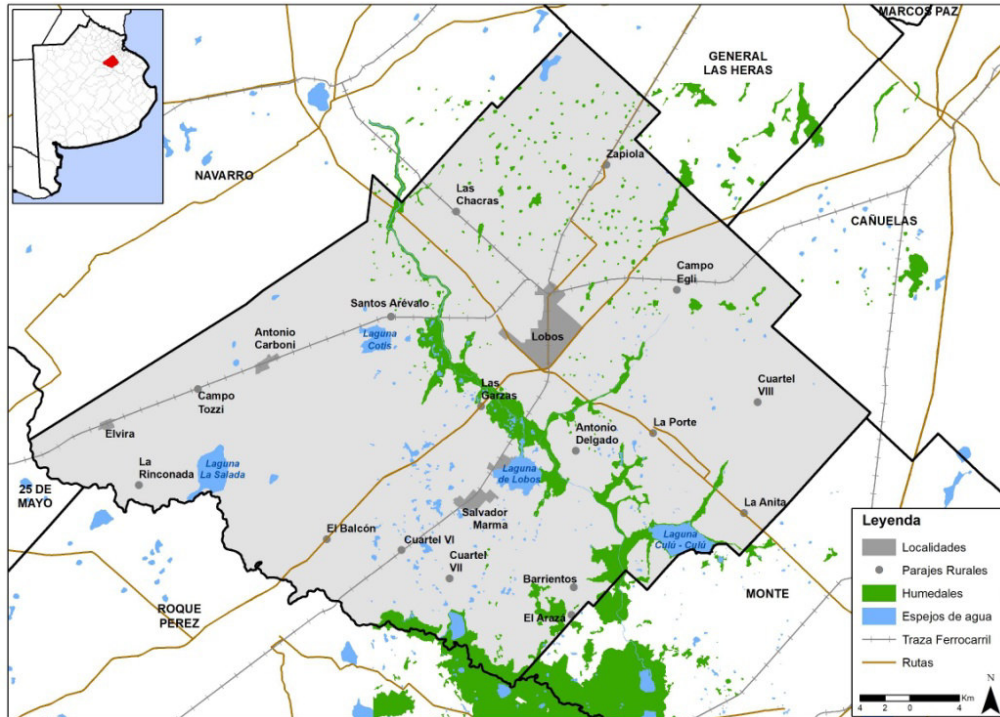 MARCOS PAZ
GENERAL
LAS HERAS
NAVARRO
Zapiola
Las
Chacras
CAÑUELAS
Campo
Egli
Santos Arévalo
Antonio
Carboni
Laguna
Cotis
Lobos
Campo
Tozzi
Las
Garzas
Cuartel
VIII
Elvira
La Porte
Antonio
Delgado
La
Rinconada
Laguna
La Salada
Laguna
de Lobos
25 DE
MAYO
Salvador
Marma
La Anita
El Balcón
Cuartel VI
Laguna
Culú - Culú
Cuartel
VII
Barrientos
MONTE
ROQUE
PEREZ
El Arazá
Leyenda
Localidades
Parajes Rurales
Humedales
Espejos de agua
Traza Ferrocarril
Rutas
N
Km
4 2 0 4